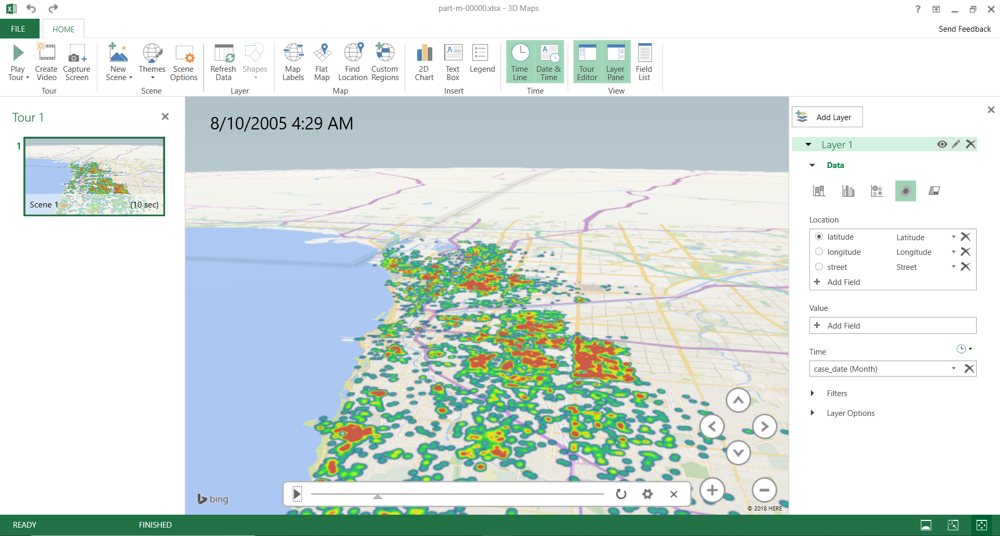 part-m-00000.xlsx - 3D Maps
?
FILE
HOME
Send Feedback
Play Tour
Create Video
Capture Screen
New Scene
Themes
Scene Options
Refresh Data
Shapes
Map Labels
Flat Map
Find Location
Custom Regions
2D Chart
Text Box
Legend
Time Line
Date & Time
Tour Editor
Layer Pane
Field List
Tour
Scene
Layer
Map
Insert
Time
View
Tour 1
1
Scene 1
(10 sec)
8/10/2005 4:29 AM
bing
© 2018 HERE
Add Layer
Layer 1
Data
Location
latitude Latitude
longitude Longitude
street Street
Add Field
Value
Add Field
Time
case_date (Month)
Filters
Layer Options
READY
FINISHED